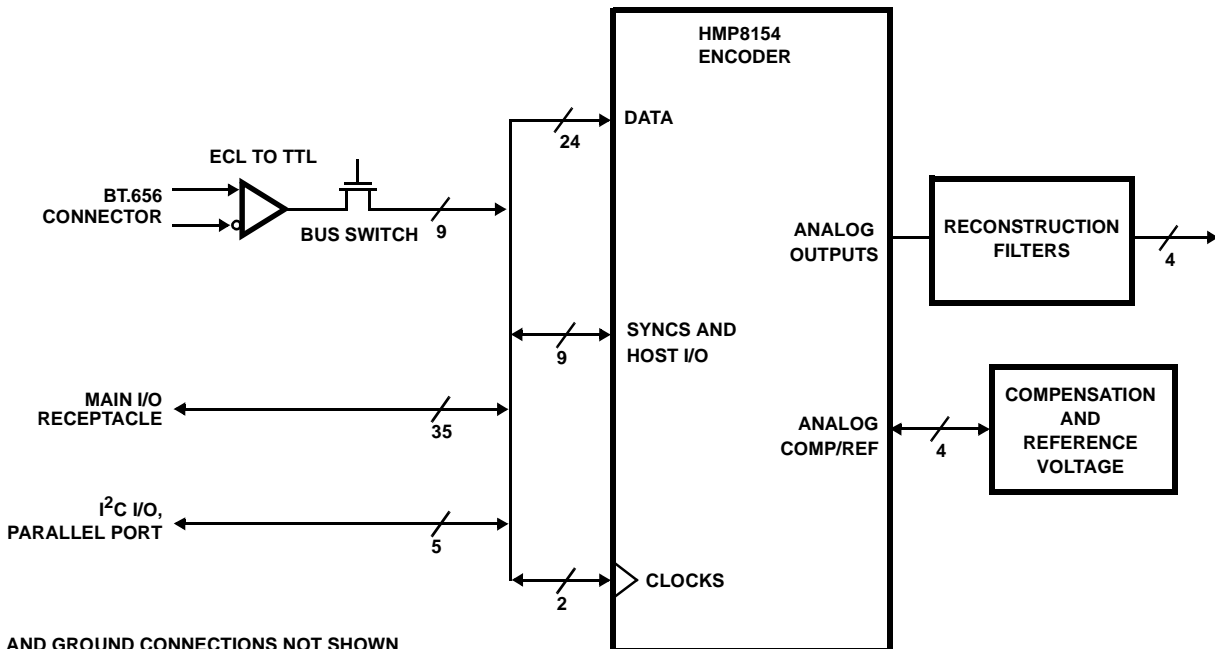 HMP8154
ENCODER
DATA
24
ECL TO TTL
BT.656
CONNECTOR
BUS SWITCH
9
ANALOG
OUTPUTS
RECONSTRUCTION
FILTERS
4
SYNCS AND
HOST I/O
9
MAIN I/O
RECEPTACLE
35
ANALOG
COMP/REF
4
COMPENSATION
AND
REFERENCE
VOLTAGE
I²C I/O,
PARALLEL PORT
5
CLOCKS
2
AND GROUND CONNECTIONS NOT SHOWN